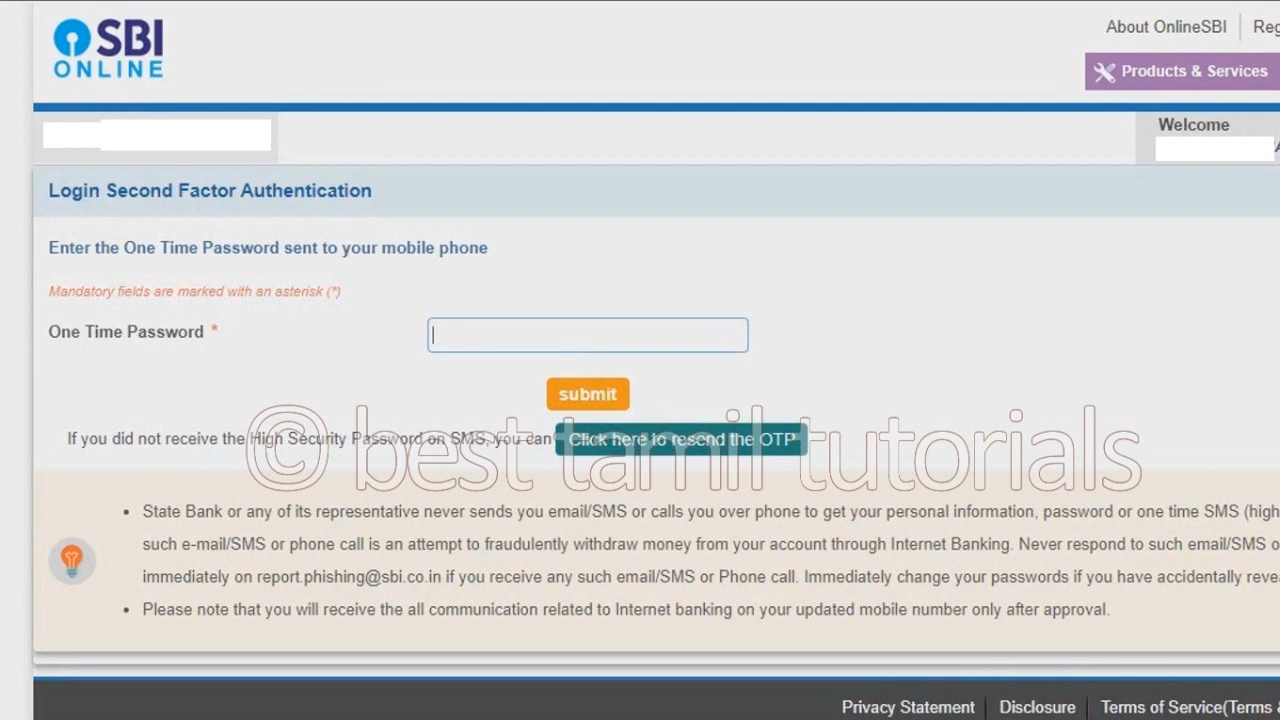 SBI
ONLINE
About OnlineSBI
Products & Services
Welcome
Login Second Factor Authentication
Enter the One Time Password sent to your mobile phone
Mandatory fields are marked with an asterisk (*)
One Time Password *
submit
If you did not receive the High Security Password on SMS, you can Click here to resend the OTP
© best tamil tutorials
State Bank or any of its representative never sends you email/SMS or calls you over phone to get your personal information, password or one time SMS (high
such e-mail/SMS or phone call is an attempt to fraudulently withdraw money from your account through Internet Banking. Never respond to such email/SMS o
immediately on report.phishing@sbi.co.in if you receive any such email/SMS or Phone call. Immediately change your passwords if you have accidentally reve
Please note that you will receive the all communication related to Internet banking on your updated mobile number only after approval.
Privacy Statement Disclosure Terms of Service(Terms